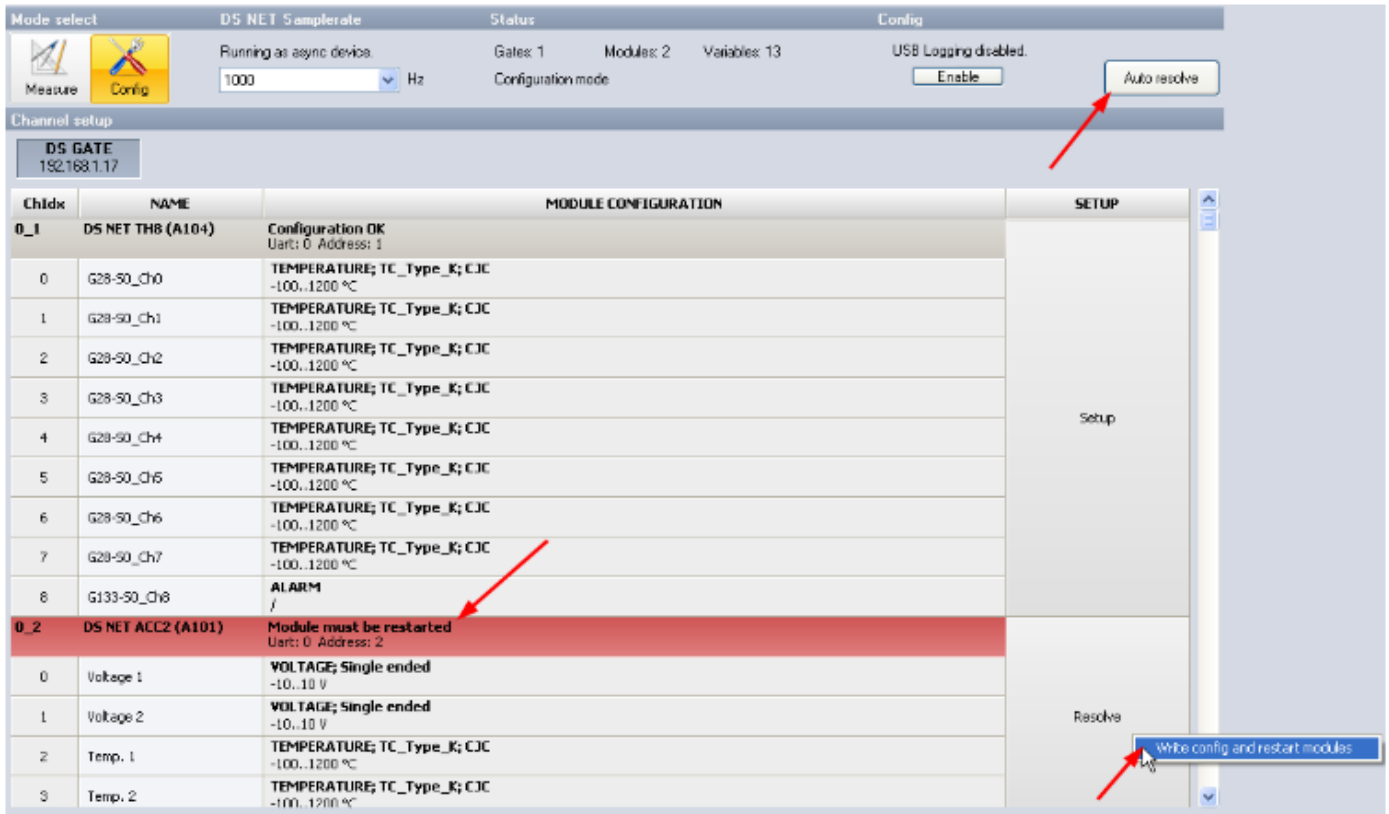 Mode select DS NET Samplerate Status Config
Running as async device. Gates: 1 Modules: 2 Variables: 13 USB Logging disabled.
1000 Hz Configuration mode Enable Auto resolve
Measure Config
Channel setup
DS GATE
192.168.1.17
ChIdx NAME MODULE CONFIGURATION SETUP
0_1 DS NET TH8 (A104) Configuration OK
Uart: 0 Address: 1
0 G28-50_Ch0 TEMPERATURE; TC_Type_K; CJC
-100..1200 °C
1 G28-50_Ch1 TEMPERATURE; TC_Type_K; CJC
-100..1200 °C
2 G28-50_Ch2 TEMPERATURE; TC_Type_K; CJC
-100..1200 °C
3 G28-50_Ch3 TEMPERATURE; TC_Type_K; CJC
-100..1200 °C
Setup
4 G28-50_Ch4 TEMPERATURE; TC_Type_K; CJC
-100..1200 °C
5 G28-50_Ch5 TEMPERATURE; TC_Type_K; CJC
-100..1200 °C
6 G28-50_Ch6 TEMPERATURE; TC_Type_K; CJC
-100..1200 °C
7 G28-50_Ch7 TEMPERATURE; TC_Type_K; CJC
-100..1200 °C
8 G133-50_Ch8 ALARM
/
0_2 DS NET ACC2 (A101) Module must be restarted
Uart: 0 Address: 2
0 Voltage 1 VOLTAGE; Single ended
-10..10 V
1 Voltage 2 VOLTAGE; Single ended
-10..10 V
Resolve
Write config and restart modules
2 Temp. 1 TEMPERATURE; TC_Type_K; CJC
-100..1200 °C
3 Temp. 2 TEMPERATURE; TC_Type_K; CJC
-100..1200 °C